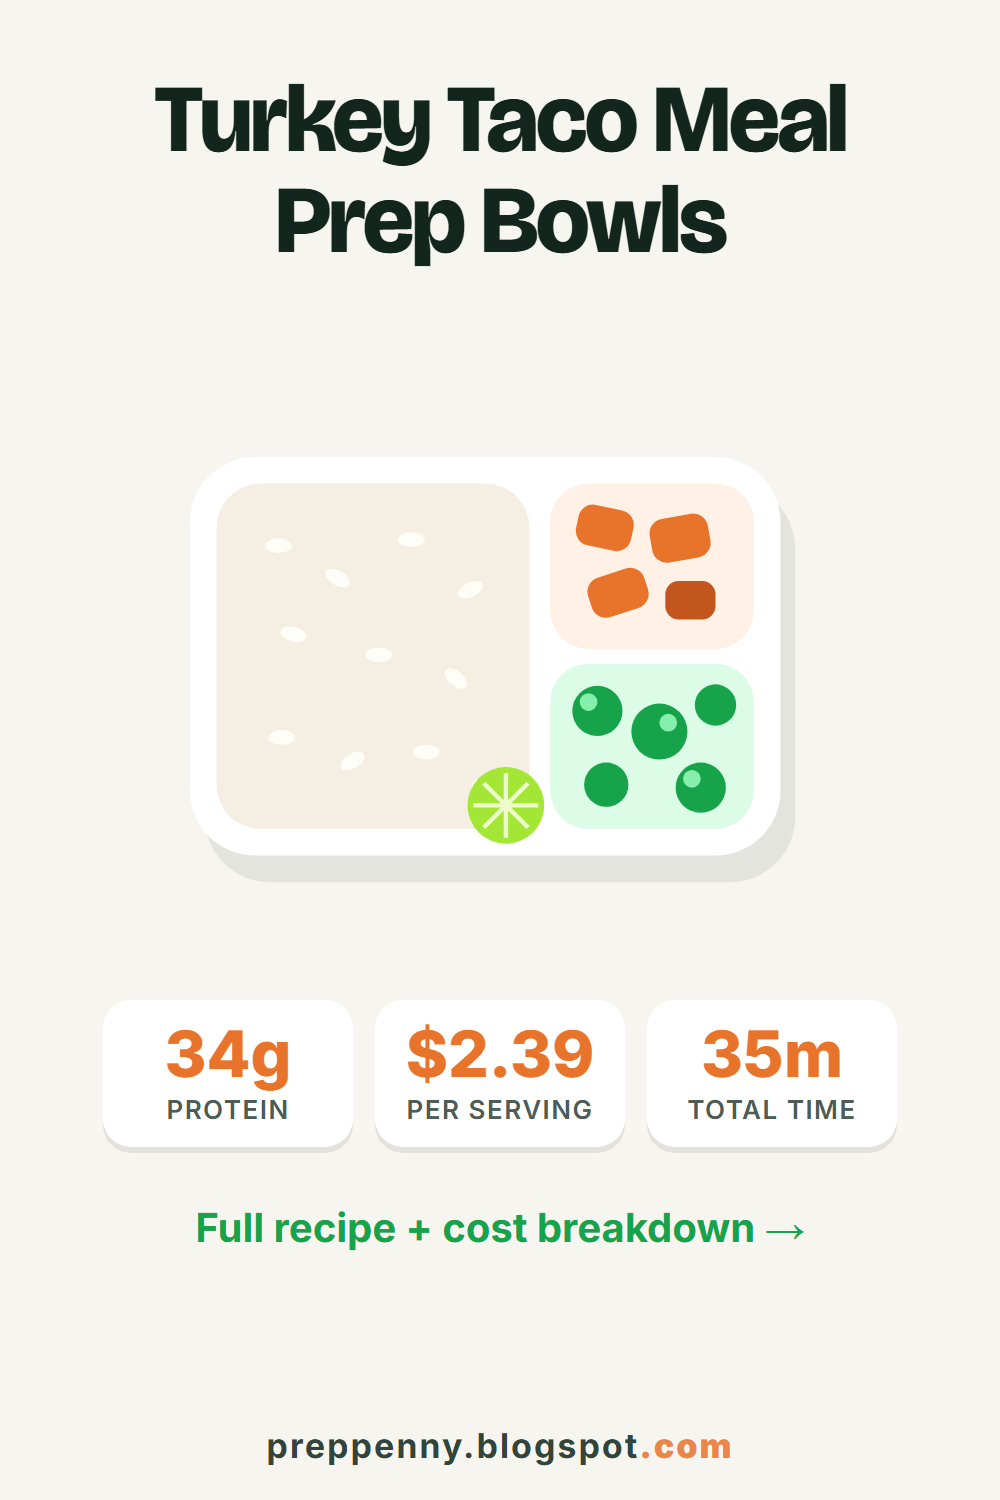 Turkey Taco Meal
Prep Bowls
34g
PROTEIN
$2.39
PER SERVING
35m
TOTAL TIME
Full recipe + cost breakdown →
preppenny.blogspot.com